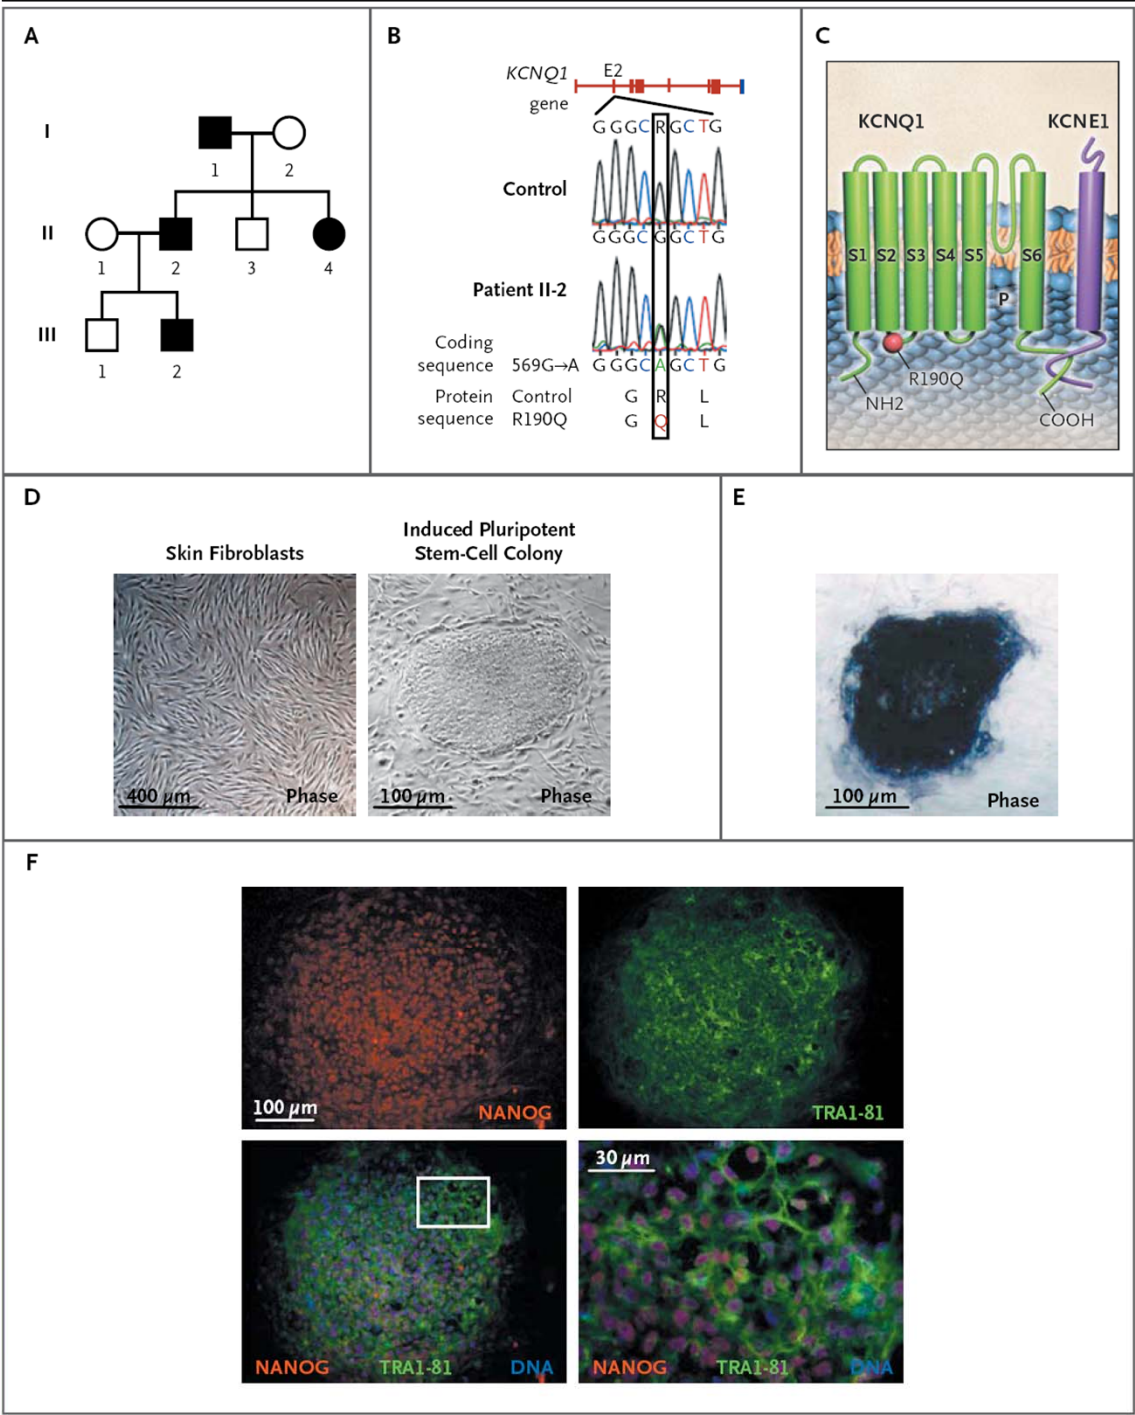 A
I
1 2
II
1 2 3 4
III
1 2
B
KCNQ1 E2
gene
G G G C R G C T G
Control
G G G C G G C T G
Patient II-2
Coding
sequence 569G→A G G G C A G C T G
Protein Control G R L
sequence R190Q G Q L
C
KCNQ1 KCNE1
S1 S2 S3 S4 S5 S6
P
R190Q
NH2
COOH
D
Skin Fibroblasts
Induced Pluripotent
Stem-Cell Colony
400 µm Phase
100 µm Phase
E
100 µm Phase
F
100 µm NANOG
TRA1-81
NANOG TRA1-81 DNA
30 µm
NANOG TRA1-81 DNA